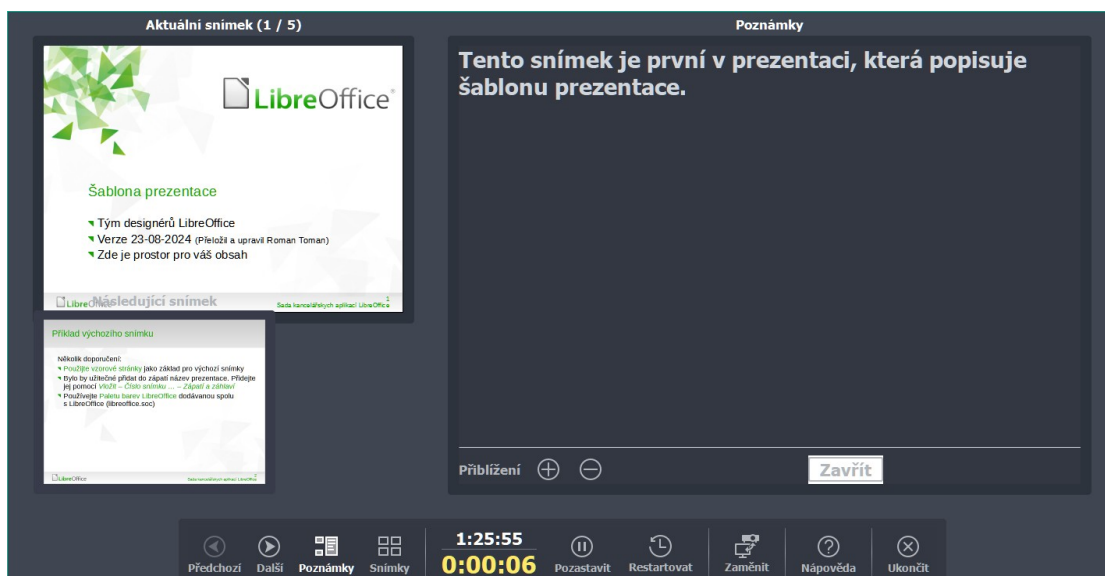 Aktuální snímek (1 / 5)
LibreOffice
Šablona prezentace
Tým designérů LibreOffice
Verze 23-08-2024 (Přeložil a upravil Roman Toman)
Zde je prostor pro váš obsah
LibreOffice
Sada kancelářských aplikací LibreOffice
1
Následující snímek
Příklad výchozího snímku
Několik doporučení:
Použijte vzorové stránky jako základ pro výchozí snímky
Bylo by užitečné přidat do zápatí název prezentace. Přidejte
jej pomocí Vložit – Číslo snímku ... – Zápatí a záhlaví
Používejte Paletu barev LibreOffice dodávanou spolu
s LibreOffice (libreoffice.soc)
LibreOffice
Sada kancelářských aplikací LibreOffice
2
Poznámky
Tento snímek je první v prezentaci, která popisuje
šablonu prezentace.
Přiblížení
Zavřít
Předchozí
Další
Poznámky
Snímky
1:25:55
0:00:06
Pozastavit
Restartovat
Zaměnit
Nápověda
Ukončit